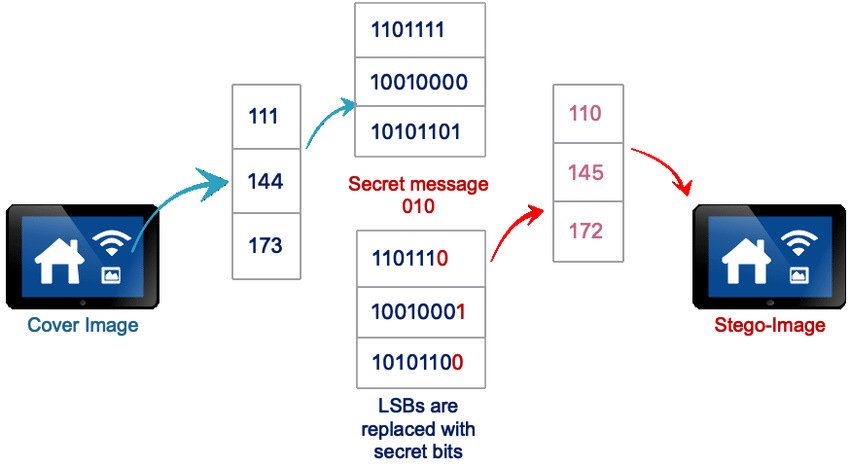 Cover Image
111
144
173
1101111
10010000
10101101
Secret message
010
1101110
10010001
10101100
LSBs are
replaced with
secret bits
110
145
172
Stego-Image